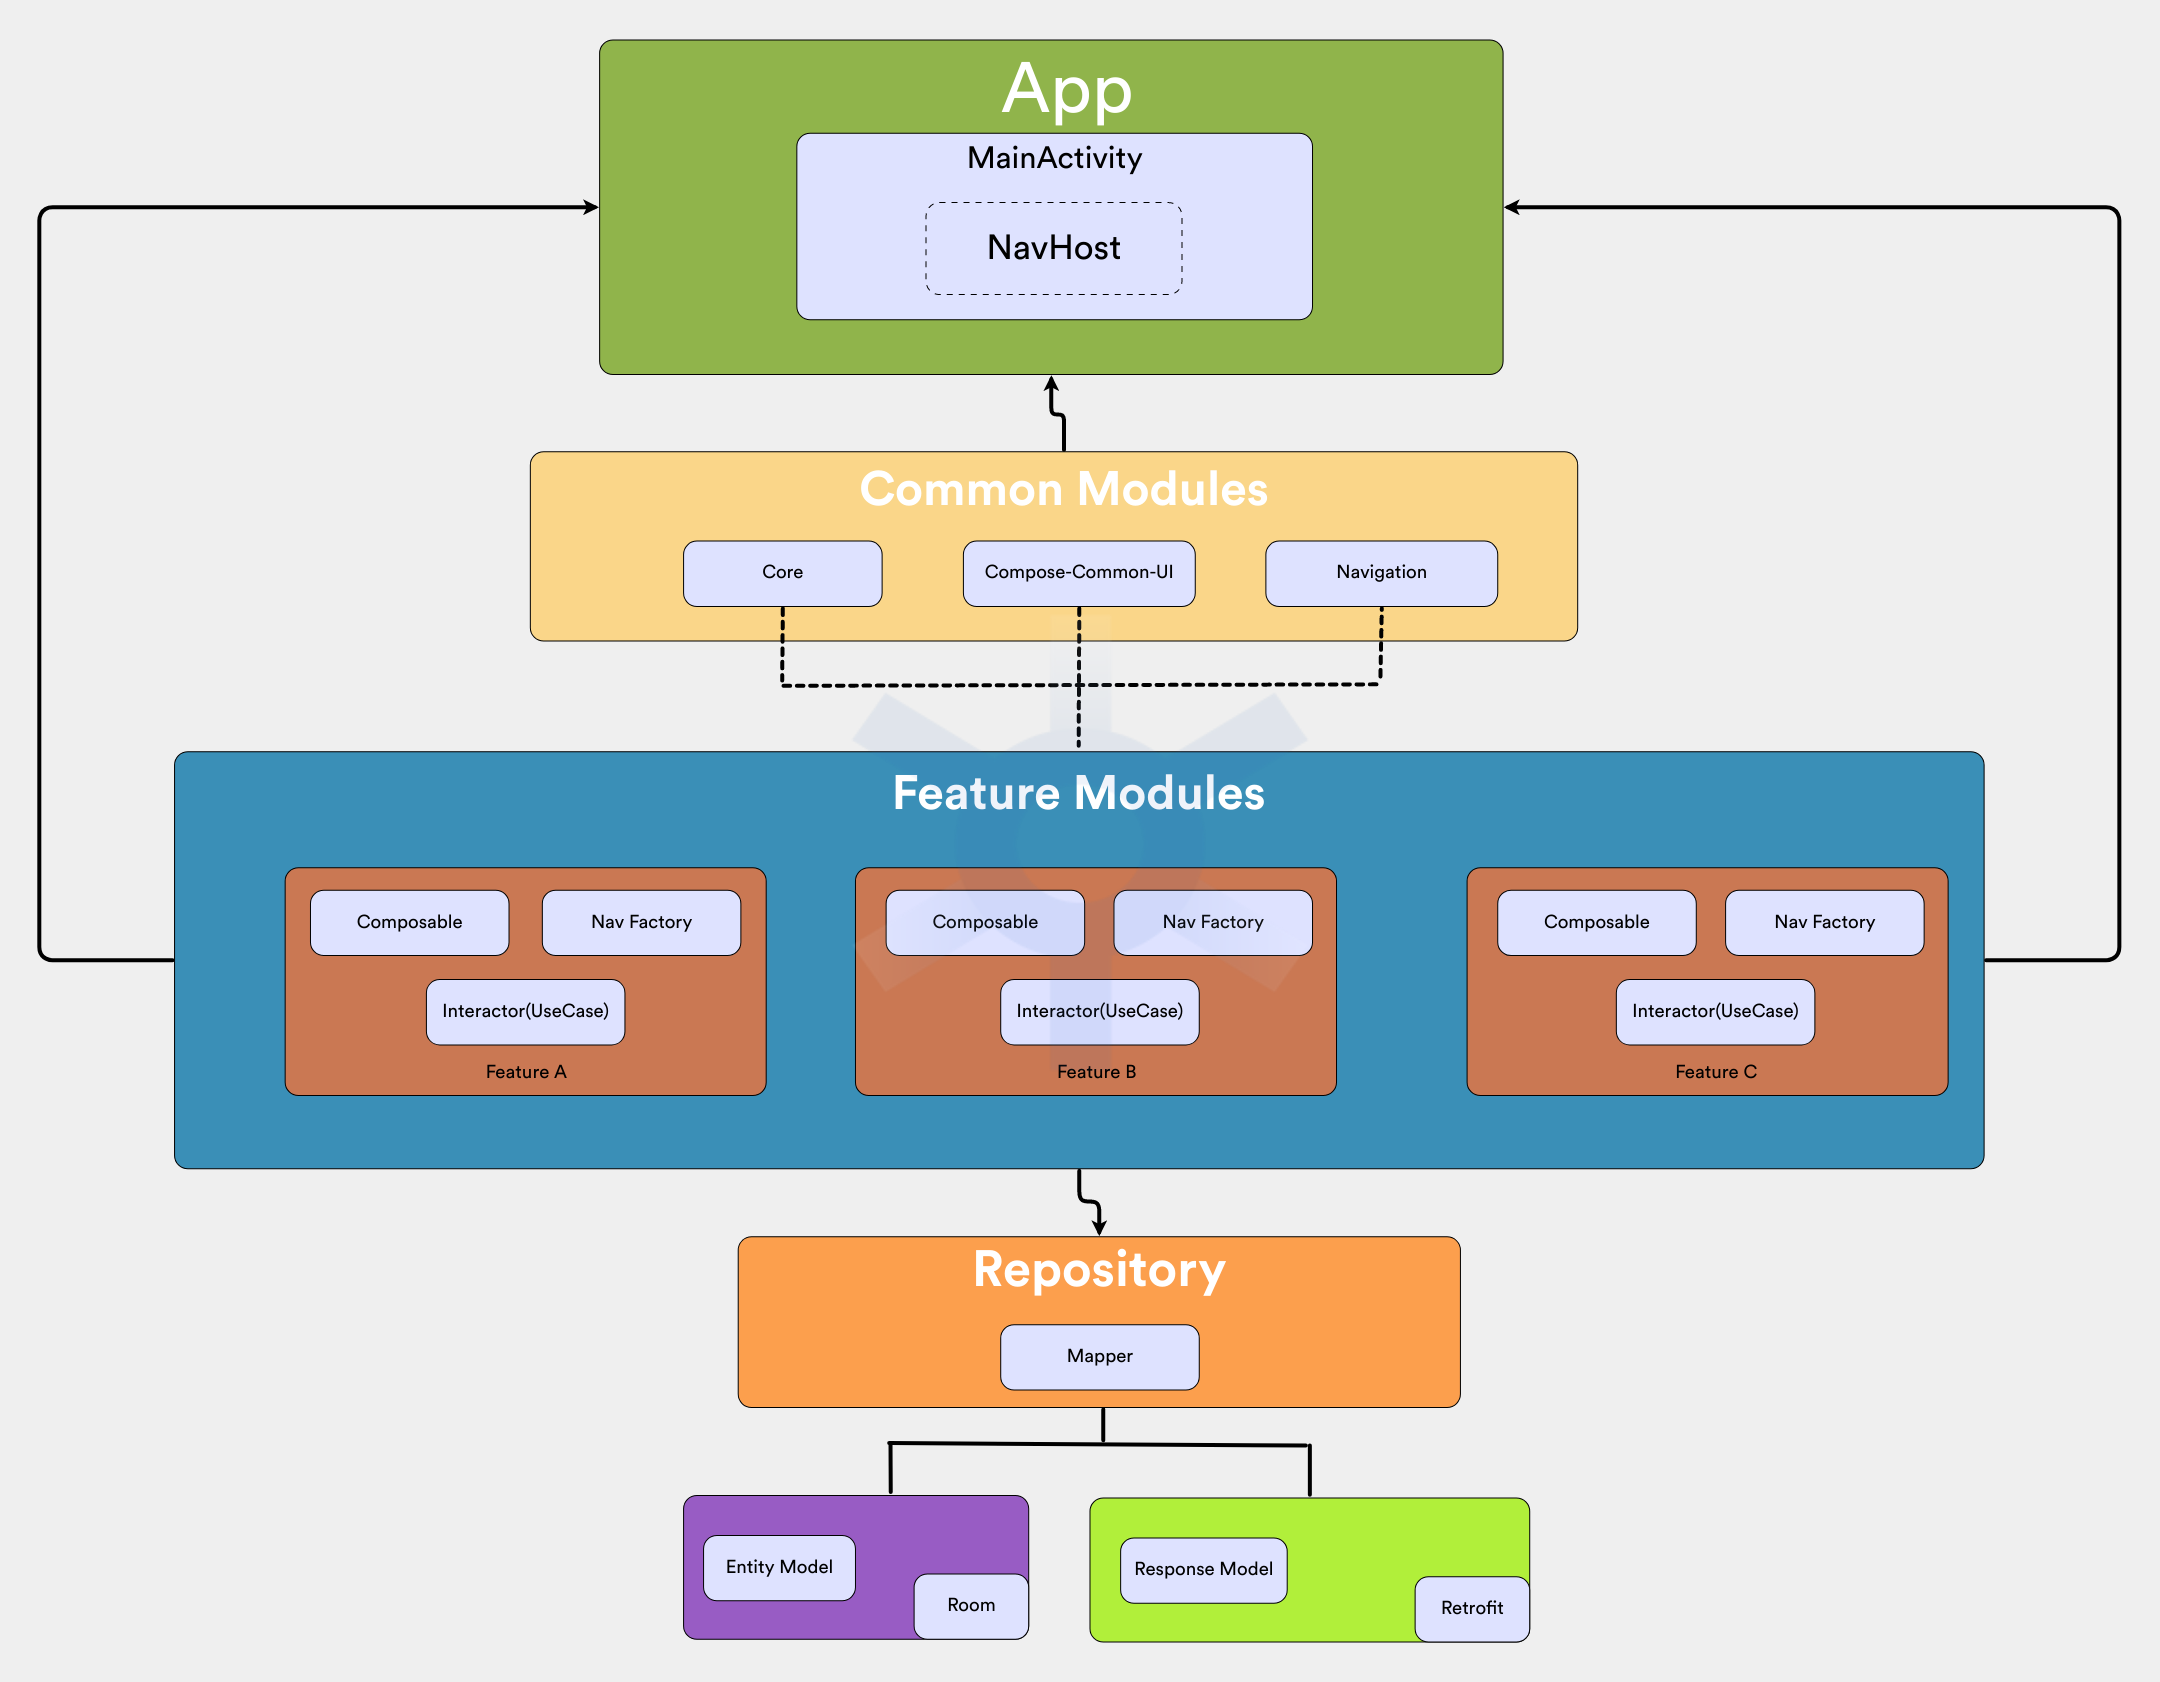 App
MainActivity
NavHost
Common Modules
Core
Compose-Common-UI
Navigation
Feature Modules
Composable
Nav Factory
Interactor(UseCase)
Feature A
Composable
Nav Factory
Interactor(UseCase)
Feature B
Composable
Nav Factory
Interactor(UseCase)
Feature C
Repository
Mapper
Entity Model
Room
Response Model
Retrofit